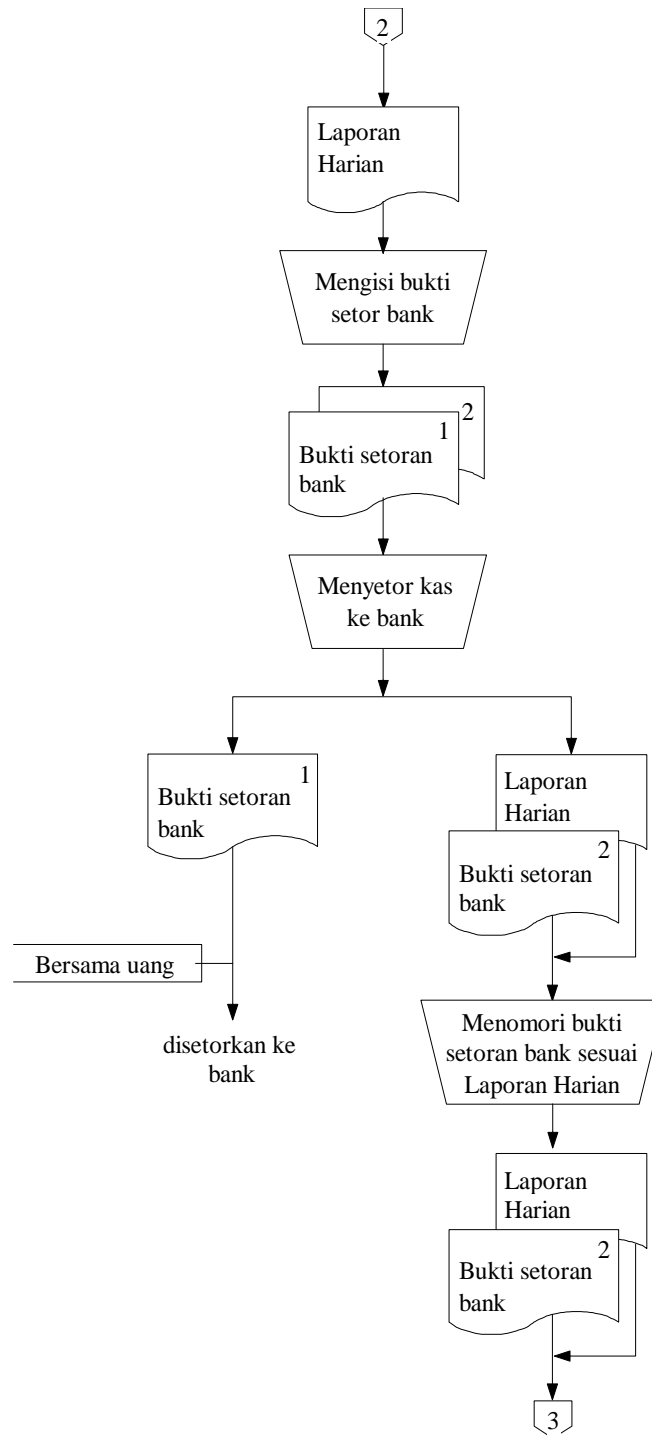 2
Laporan
Harian
Mengisi bukti
setor bank
2
1
Bukti setoran
bank
Menyetor kas
ke bank
1
Bukti setoran
bank
Laporan
Harian
2
Bukti setoran
bank
Bersama uang
disetorkan ke
bank
Menomori bukti
setoran bank sesuai
Laporan Harian
Laporan
Harian
2
Bukti setoran
bank
3